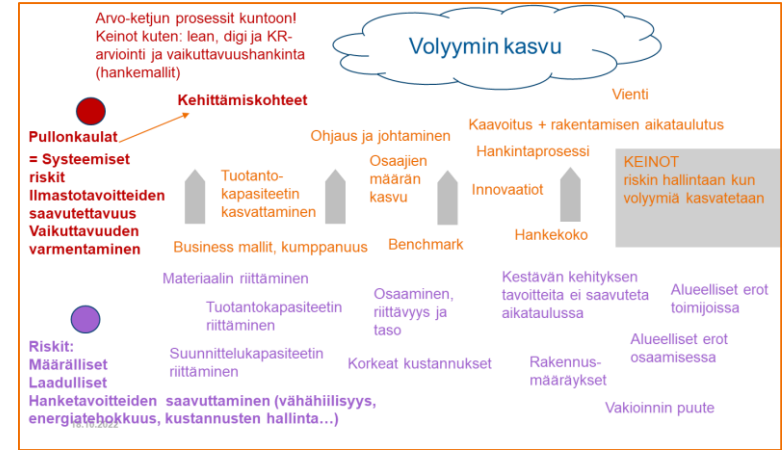 Arvo-ketjun prosessit kuntoon!
Keinot kuten: lean, digi ja KR-
arviointi ja vaikuttavuushankinta
(hankemallit)
Volyymin kasvu
Kehittämiskohteet
Vienti
Pullonkaulat
= Systeemiset
riskit
Ilmastotavoitteiden
saavutettavuus
Vaikuttavuuden
varmentaminen
Ohjaus ja johtaminen
Kaavoitus + rakentamisen aikataulutus
Tuotanto-
kapasiteetin
kasvattaminen
Osaajien
määrän
kasvu
Hankintaprosessi
Innovaatiot
KEINOT
riskin hallintaan kun
volyymiä kasvatetaan
Business mallit, kumppanuus
Benchmark
Hankekoko
Materiaalin riittäminen
Tuotantokapasiteetin
riittäminen
Osaaminen,
riittävyys ja
taso
Kestävän kehityksen
tavoitteita ei saavuteta
aikataulussa
Alueelliset erot
toimijoissa
Suunnittelukapasiteetin
riittäminen
Korkeat kustannukset
Rakennus-
määräykset
Alueelliset erot
osaamisessa
Vakioinnin puute
Riskit:
Määrälliset
Laadulliset
Hanketavoitteiden saavuttaminen (vähähiilisyys,
energiatehokkuus, kustannusten hallinta…)
18.10.2022